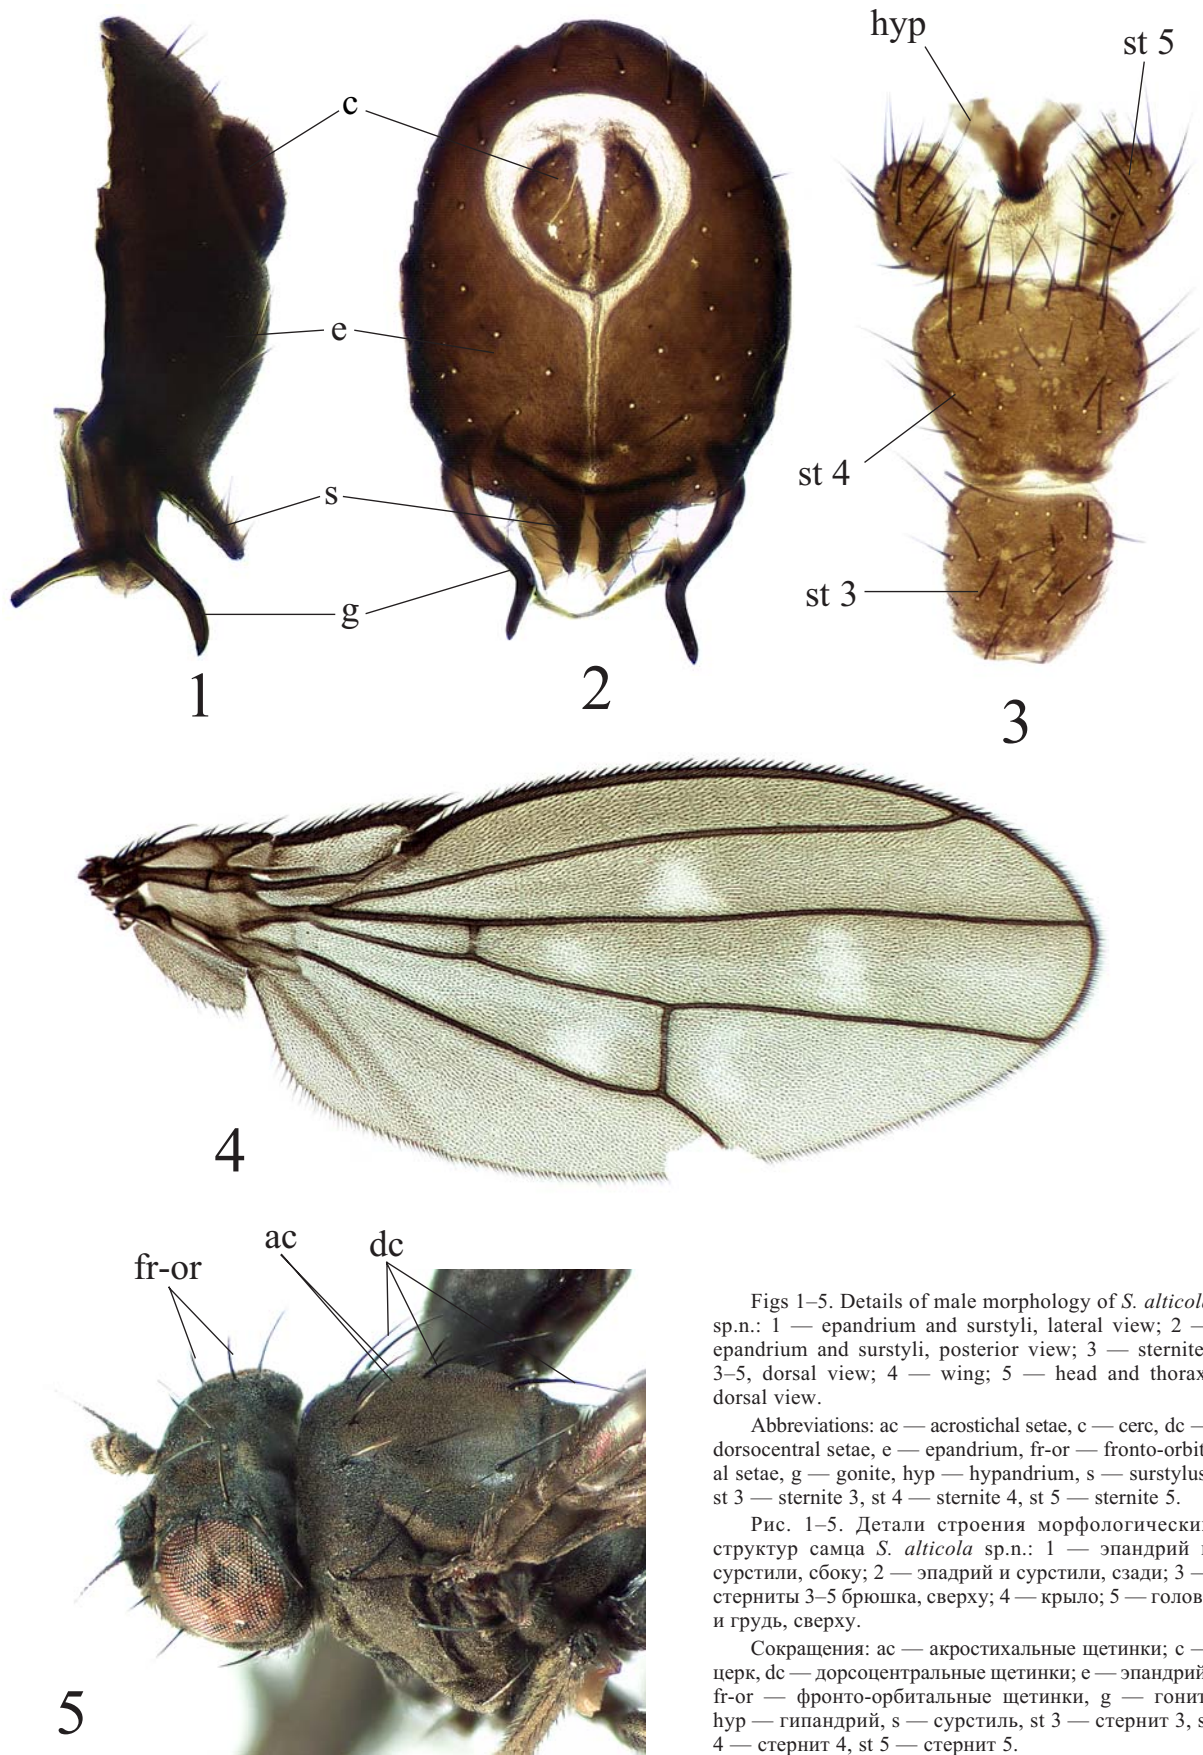 hyp
st 5
c
e
s
st 4
st 3
g
1
2
3
4
ac
dc
fr-or
5
Figs 1–5. Details of male morphology of S. alticola
sp.n.: 1 — epandrium and surstyli, lateral view; 2 —
epandrium and surstyli, posterior view; 3 — sternite
3–5, dorsal view; 4 — wing; 5 — head and thorax
dorsal view.
Abbreviations: ac — acrostichal setae, c — cerc, dc —
dorsocentral setae, e — epandrium, fr-or — fronto-orbit
al setae, g — gonite, hyp — hypandrium, s — surstylus
st 3 — sternite 3, st 4 — sternite 4, st 5 — sternite 5.
Рис. 1–5. Детали строения морфологически
структур самца S. alticola sp.n.: 1 — эпандрий и
сурстили, сбоку; 2 — эпадрий и сурстили, сзади; 3 —
стерниты 3–5 брюшка, сверху; 4 — крыло; 5 — голов
и грудь, сверху.
Сокращения: ac — акростихальные щетинки; c —
церк, dc — дорсоцентральные щетинки; e — эпандрий
fr-or — фронто-орбитальные щетинки, g — гонит
hyp — гипандрий, s — сурстиль, st 3 — стернит 3, s
4 — стернит 4, st 5 — стернит 5.